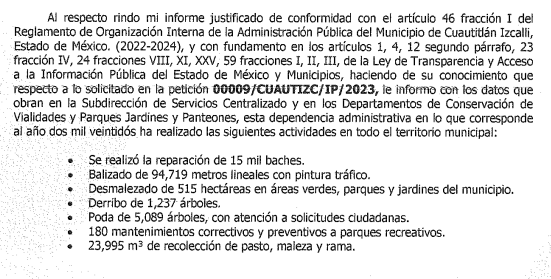 Al respecto rindo mi informe justificado de conformidad con el artículo 46 fracción I del
Reglamento de Organización Interna de la Administración Pública del Municipio de Cuautitlán Izcalli,
Estado de México. (2022-2024), y con fundamento en los artículos 1, 4, 12 segundo párrafo, 23
fracción IV, 24 fracciones VIII, XI, XXV, 59 fracciones I, II, III, de la Ley de Transparencia y Acceso
a la Información Pública del Estado de México y Municipios, haciendo de su conocimiento que
respecto a lo solicitado en la petición 00009/CUAUTIZC/IP/2023, le informo con los datos que
obran en la Subdirección de Servicios Centralizado y en los Departamentos de Conservación de
Vialidades y Parques Jardines y Panteones, esta dependencia administrativa en lo que corresponde
al año dos mil veintidós ha realizado las siguientes actividades en todo el territorio municipal:
• Se realizó la reparación de 15 mil baches.
• Balizado de 94,719 metros lineales con pintura tráfico.
• Desmalezado de 515 hectáreas en áreas verdes, parques y jardines del municipio.
• Derribo de 1,237 árboles.
• Poda de 5,089 árboles, con atención a solicitudes ciudadanas.
• 180 mantenimientos correctivos y preventivos a parques recreativos.
• 23,995 m³ de recolección de pasto, maleza y rama.